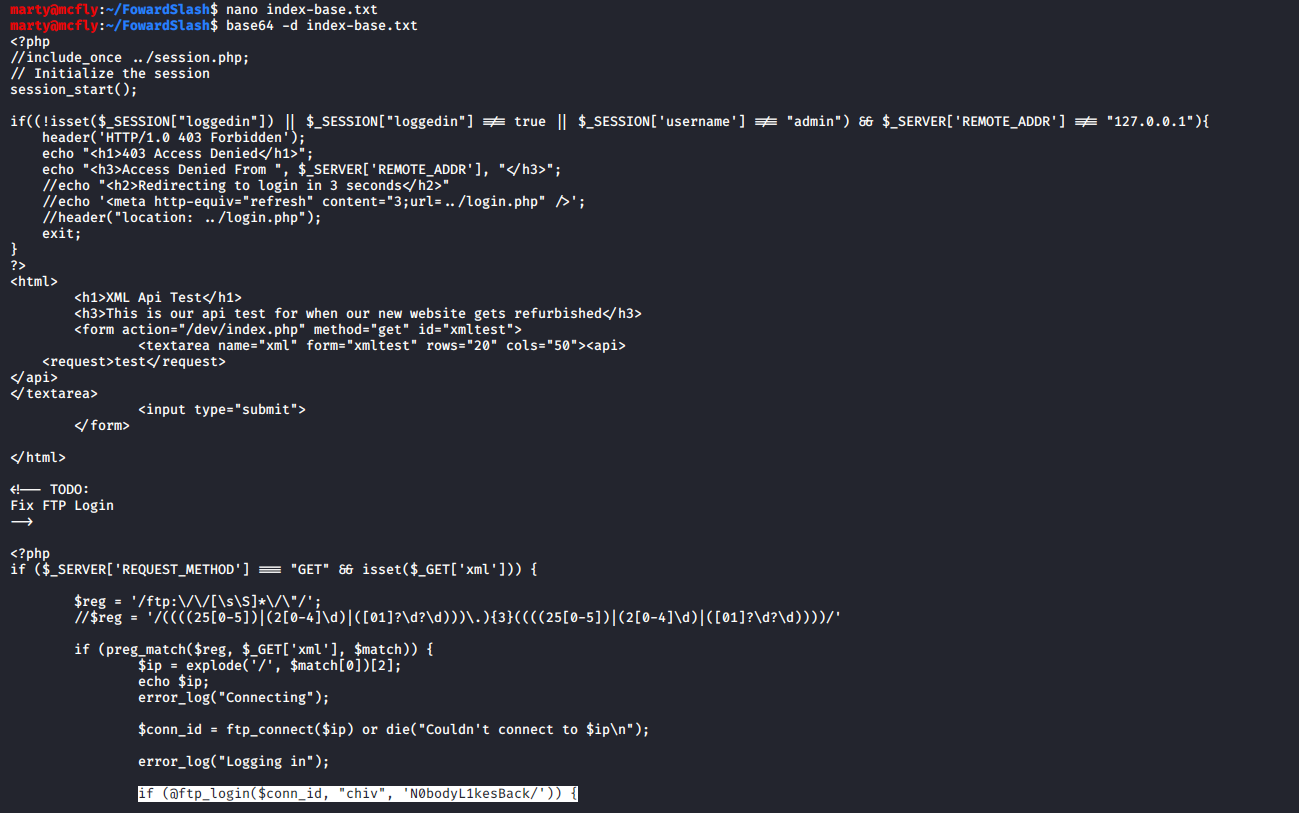 marty@mcfly:~/FowardSlash$ nano index-base.txt
marty@mcfly:~/FowardSlash$ base64 -d index-base.txt
<?php
//include_once ../session.php;
// Initialize the session
session_start();

if((!isset($_SESSION["loggedin"]) || $_SESSION["loggedin"] !== true || $_SESSION['username'] !== "admin") && $_SERVER['REMOTE_ADDR'] !== "127.0.0.1"){
    header('HTTP/1.0 403 Forbidden');
    echo "<h1>403 Access Denied</h1>";
    echo "<h3>Access Denied From ", $_SERVER['REMOTE_ADDR'], "</h3>";
    //echo "<h2>Redirecting to login in 3 seconds</h2>"
    //echo '<meta http-equiv="refresh" content="3;url=../login.php" />';
    //header("location: ../login.php");
    exit;
}
?>
<html>
        <h1>XML Api Test</h1>
        <h3>This is our api test for when our new website gets refurbished</h3>
        <form action="/dev/index.php" method="get" id="xmltest">
                <textarea name="xml" form="xmltest" rows="20" cols="50"><api>
    <request>test</request>
</api>
</textarea>
                <input type="submit">
        </form>

</html>

<!-- TODO:
Fix FTP Login
-->

<?php
if ($_SERVER['REQUEST_METHOD'] === "GET" && isset($_GET['xml'])) {

        $reg = '/ftp:\/\/[\s\S]*\/\"/';
        //$reg = '/((((25[0-5])|(2[0-4]\d)|([01]?\d?\d)))\.){3}((((25[0-5])|(2[0-4]\d)|([01]?\d?\d))))/'

        if (preg_match($reg, $_GET['xml'], $match)) {
                $ip = explode('/', $match[0])[2];
                echo $ip;
                error_log("Connecting");

                $conn_id = ftp_connect($ip) or die("Couldn't connect to $ip\n");

                error_log("Logging in");

                if (@ftp_login($conn_id, "chiv", 'N0bodyL1kesBack/')) {